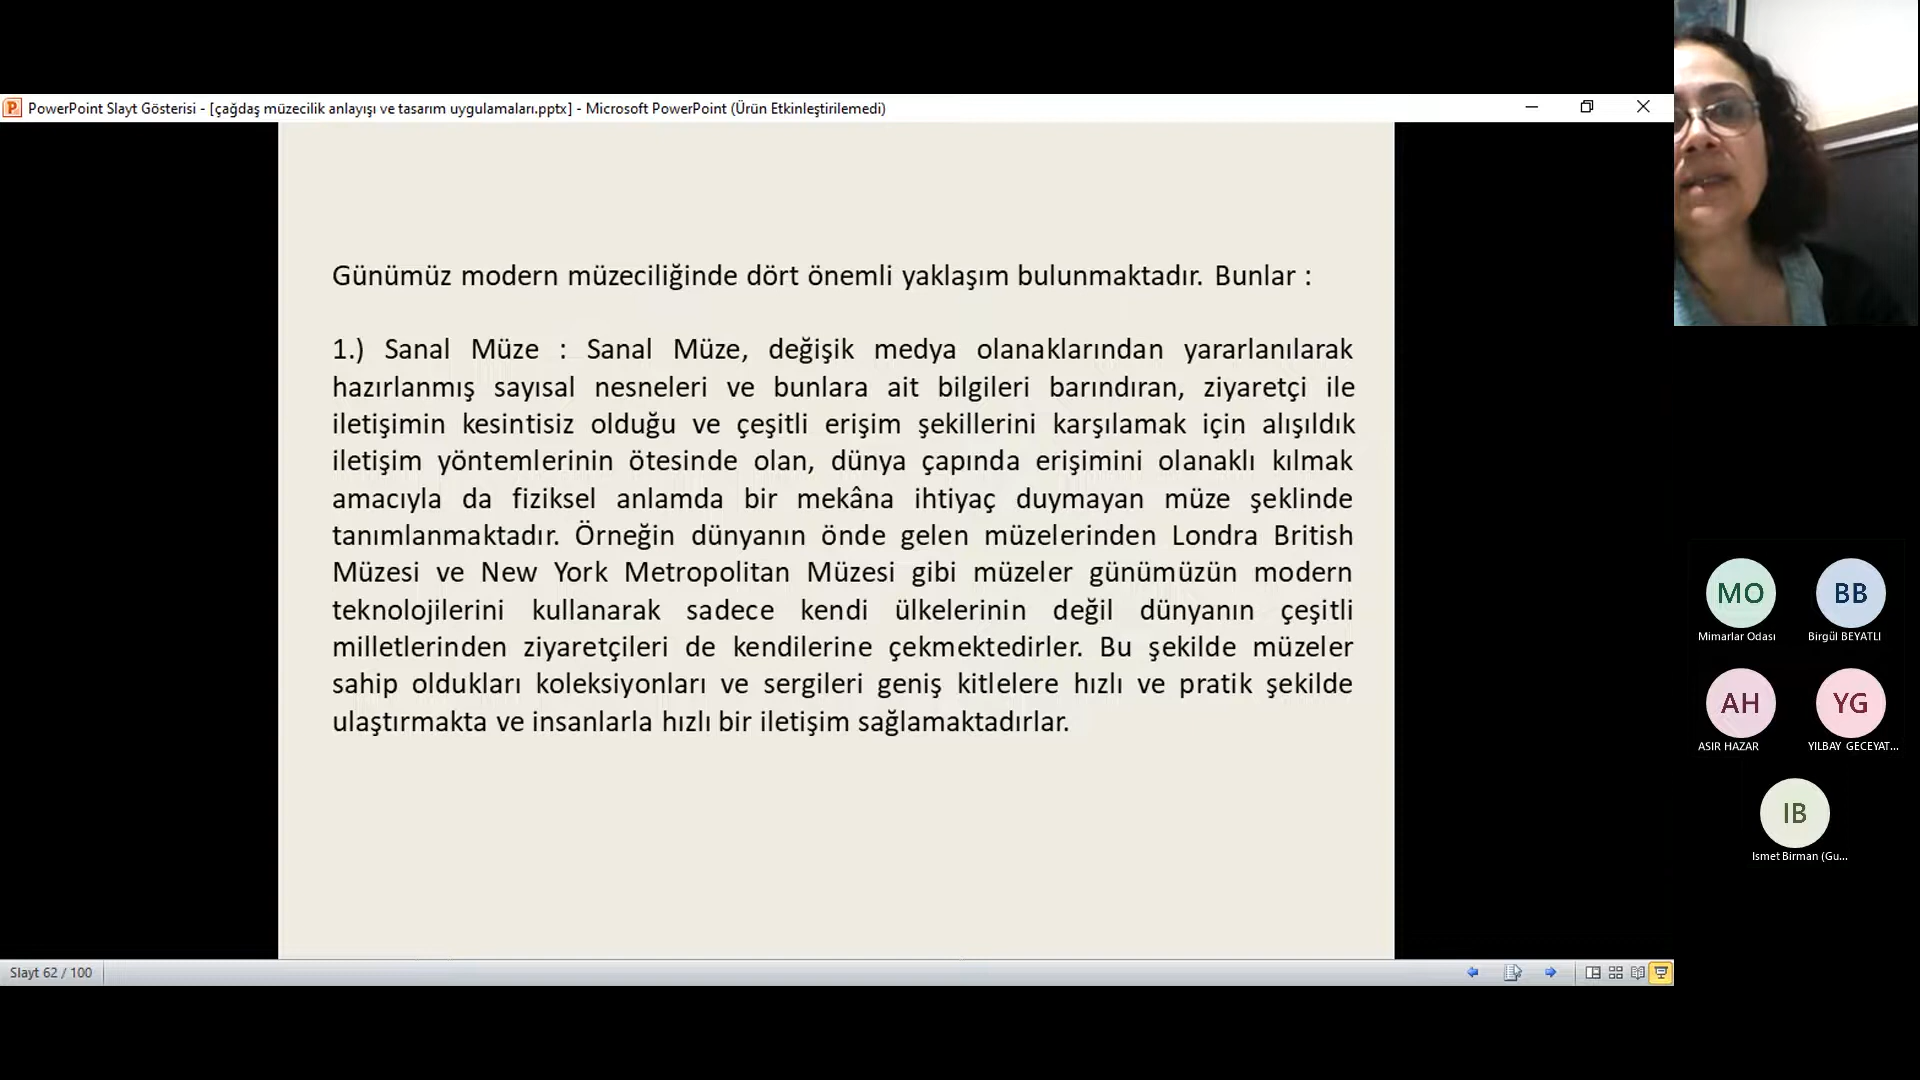 PowerPoint Slayt Gösterisi - [çağdaş müzecilik anlayışı ve tasarım uygulamaları.pptx] - Microsoft PowerPoint (Ürün Etkinleştirilemedi)
Günümüz modern müzeciliğinde dört önemli yaklaşım bulunmaktadır. Bunlar :
1.) Sanal Müze : Sanal Müze, değişik medya olanaklarından yararlanılarak
hazırlanmış sayısal nesneleri ve bunlara ait bilgileri barındıran, ziyaretçi ile
iletişimin kesintisiz olduğu ve çeşitli erişim şekillerini karşılamak için alışıldık
iletişim yöntemlerinin ötesinde olan, dünya çapında erişimini olanaklı kılmak
amacıyla da fiziksel anlamda bir mekâna ihtiyaç duymayan müze şeklinde
tanımlanmaktadır. Örneğin dünyanın önde gelen müzelerinden Londra British
Müzesi ve New York Metropolitan Müzesi gibi müzeler günümüzün modern
teknolojilerini kullanarak sadece kendi ülkelerinin değil dünyanın çeşitli
milletlerinden ziyaretçileri de kendilerine çekmektedirler. Bu şekilde müzeler
sahip oldukları koleksiyonları ve sergileri geniş kitlelere hızlı ve pratik şekilde
ulaştırmakta ve insanlarla hızlı bir iletişim sağlamaktadırlar.
Slayt 62 / 100
MO
Mimarlar Odası
BB
Birgül BEYATLI
AH
ASIR HAZAR
YG
YILBAY GECEYAT...
IB
Ismet Birman (Gu...